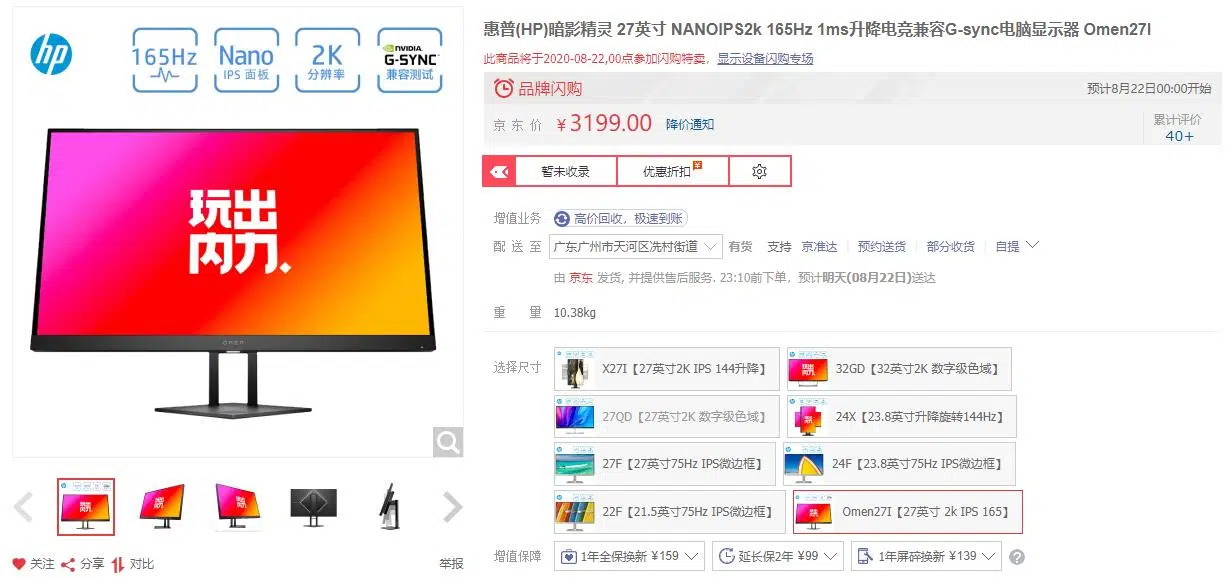 hp
165Hz
Nano
IPS 面板
2K
分辨率
NVIDIA.
G-SYNC
兼容测试
玩出
内力.
OMEN
惠普(HP)暗影精灵 27英寸 NANOIPS2k 165Hz 1ms升降电竞兼容G-sync电脑显示器 Omen27I
此商品将于2020-08-22,00点参加闪购特卖，显示设备闪购专场
品牌闪购 预计8月22日00:00开始
京东价 ￥3199.00 降价通知 累计评价
40+
暂未收录 优惠折扣
增值业务 高价回收，极速到账
配送至 广东广州市天河区冼村街道 有货 支持 京准达 预约送货 部分收货 自提
由 京东 发货, 并提供售后服务. 23:10前下单，预计明天(08月22日)送达
重量 10.38kg
选择尺寸 X27I【27英寸2K IPS 144升降】 32GD【32英寸2K 数字级色域】
27QD【27英寸2K 数字级色域】 24X【23.8英寸升降旋转144Hz】
27F【27英寸75Hz IPS微边框】 24F【23.8英寸75Hz IPS微边框】
22F【21.5英寸75Hz IPS微边框】 Omen27I【27英寸 2k IPS 165】
增值保障 1年全保换新 ¥159 延长保2年 ¥99 1年屏碎换新 ¥139 ?
关注 分享 对比 举报